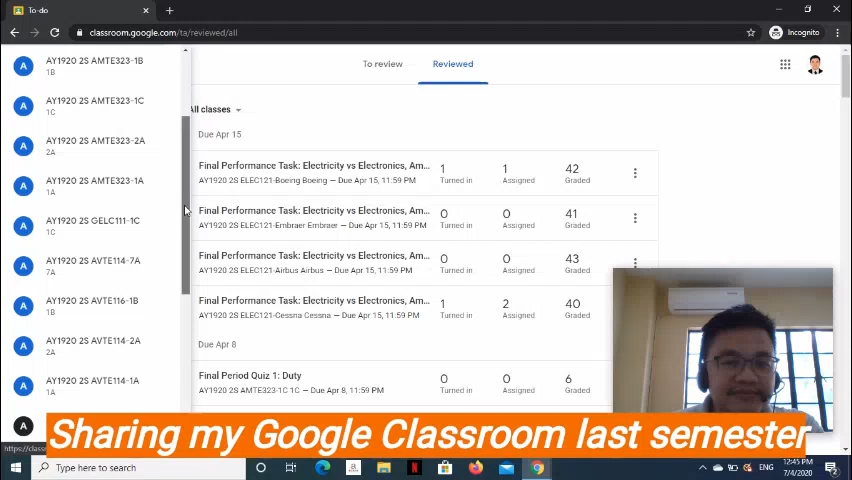 To-do
classroom.google.com/ta/reviewed/all
Incognito
AY1920 2S AMTE323-1B
1B
AY1920 2S AMTE323-1C
1C
AY1920 2S AMTE323-2A
2A
AY1920 2S AMTE323-1A
1A
AY1920 2S GELC111-1C
1C
AY1920 2S AVTE114-7A
7A
AY1920 2S AVTE116-1B
1B
AY1920 2S AVTE114-2A
2A
AY1920 2S AVTE114-1A
1A
A
A
A
A
A
A
A
A
A
A
To review
Reviewed
All classes
Due Apr 15
Final Performance Task: Electricity vs Electronics, Am...
AY1920 2S ELEC121-Boeing Boeing — Due Apr 15, 11:59 PM
1 1 42
Turned in Assigned Graded
Final Performance Task: Electricity vs Electronics, Am...
AY1920 2S ELEC121-Embraer Embraer — Due Apr 15, 11:59 PM
0 0 41
Turned in Assigned Graded
Final Performance Task: Electricity vs Electronics, Am...
AY1920 2S ELEC121-Airbus Airbus — Due Apr 15, 11:59 PM
0 0 43
Turned in Assigned Graded
Final Performance Task: Electricity vs Electronics, Am...
AY1920 2S ELEC121-Cessna Cessna — Due Apr 15, 11:59 PM
1 2 40
Turned in Assigned Graded
Due Apr 8
Final Period Quiz 1: Duty
AY1920 2S AMTE323-1C 1C — Due Apr 8, 11:59 PM
0 0 6
Turned in Assigned Graded
Sharing my Google Classroom last semester
https://class
Type here to search
ENG
12:45 PM
7/4/2020